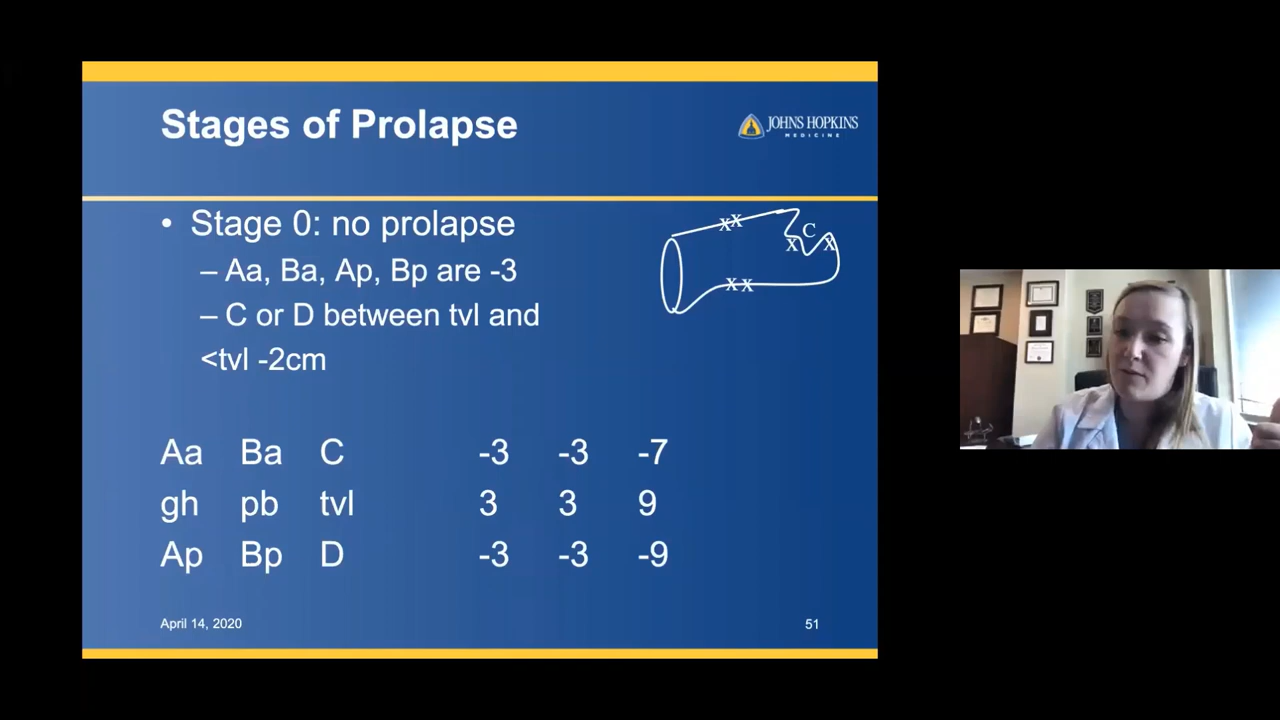 Stages of Prolapse
JOHNS HOPKINS
MEDICINE
• Stage 0: no prolapse
– Aa, Ba, Ap, Bp are -3
– C or D between tvl and
<tvl -2cm
xx
C
x x
xx
Aa Ba C -3 -3 -7
gh pb tvl 3 3 9
Ap Bp D -3 -3 -9
April 14, 2020
51